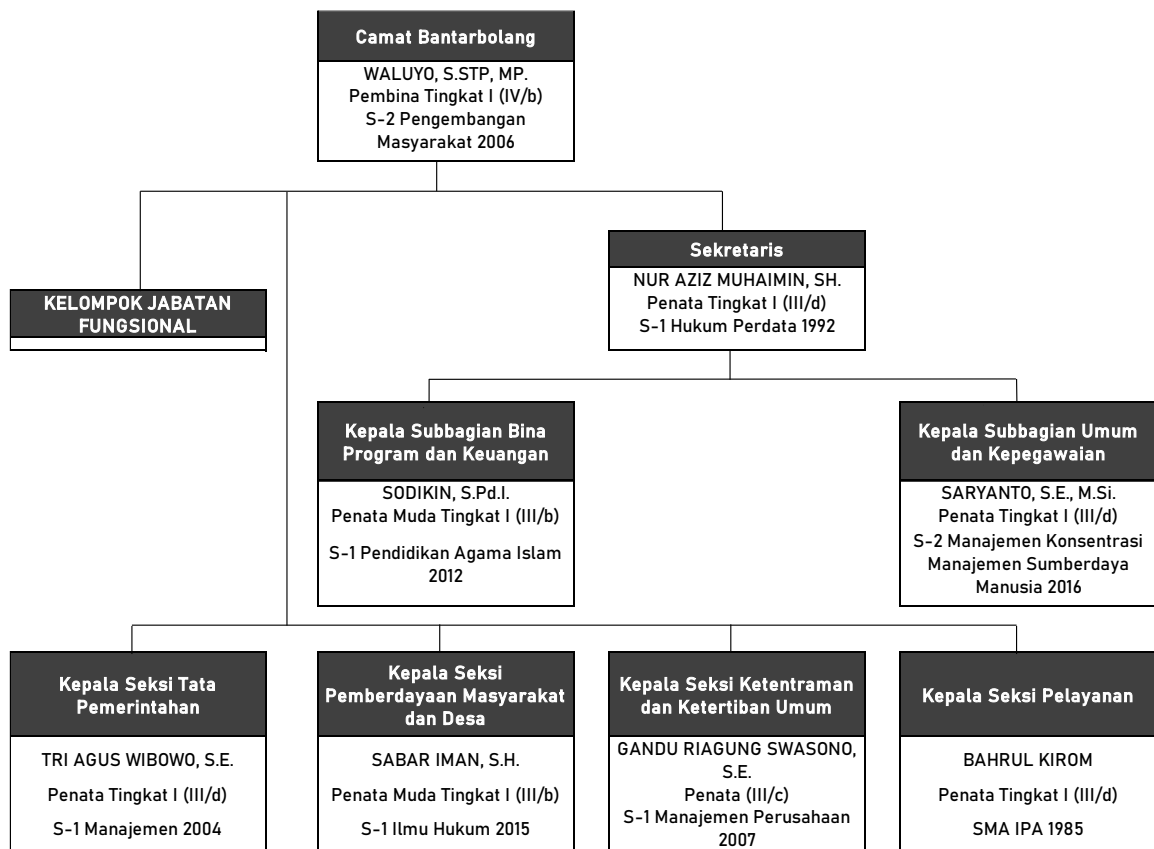 Camat Bantarbolang
WALUYO, S.STP, MP.
Pembina Tingkat I (IV/b)
S-2 Pengembangan
Masyarakat 2006
Sekretaris
NUR AZIZ MUHAIMIN, SH.
Penata Tingkat I (III/d)
S-1 Hukum Perdata 1992
KELOMPOK JABATAN
FUNGSIONAL
Kepala Subbagian Bina
Program dan Keuangan
SODIKIN, S.Pd.I.
Penata Muda Tingkat I (III/b)
S-1 Pendidikan Agama Islam
2012
Kepala Subbagian Umum
dan Kepegawaian
SARYANTO, S.E., M.Si.
Penata Tingkat I (III/d)
S-2 Manajemen Konsentrasi
Manajemen Sumberdaya
Manusia 2016
Kepala Seksi Tata
Pemerintahan
TRI AGUS WIBOWO, S.E.
Penata Tingkat I (III/d)
S-1 Manajemen 2004
Kepala Seksi
Pemberdayaan Masyarakat
dan Desa
SABAR IMAN, S.H.
Penata Muda Tingkat I (III/b)
S-1 Ilmu Hukum 2015
Kepala Seksi Ketentraman
dan Ketertiban Umum
GANDU RIAGUNG SWASONO,
S.E.
Penata (III/c)
S-1 Manajemen Perusahaan
2007
Kepala Seksi Pelayanan
BAHRUL KIROM
Penata Tingkat I (III/d)
SMA IPA 1985